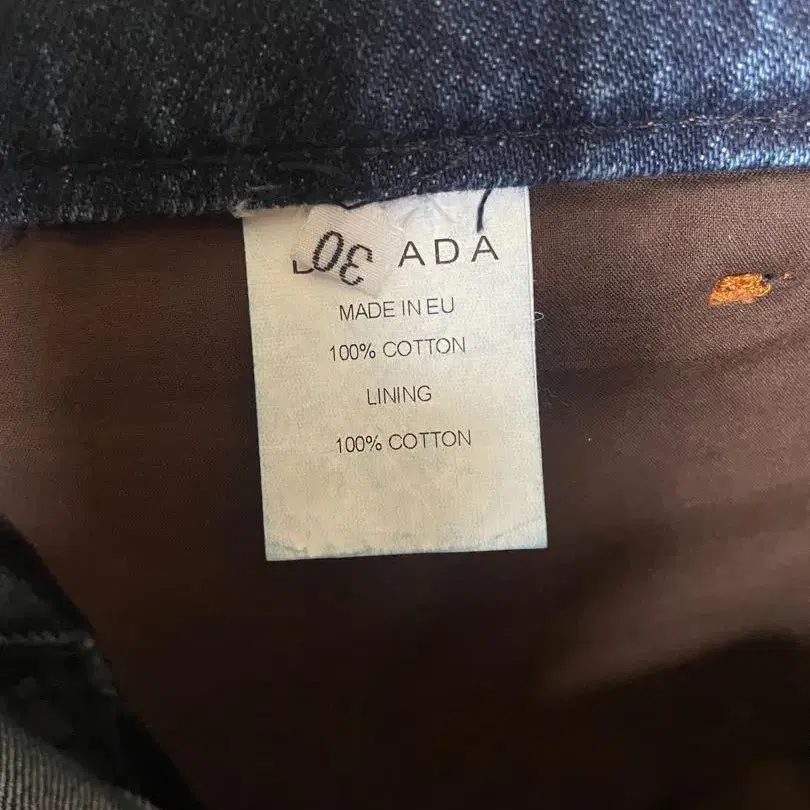 30
ADA
MADE IN EU
100% COTTON
LINING
100% COTTON